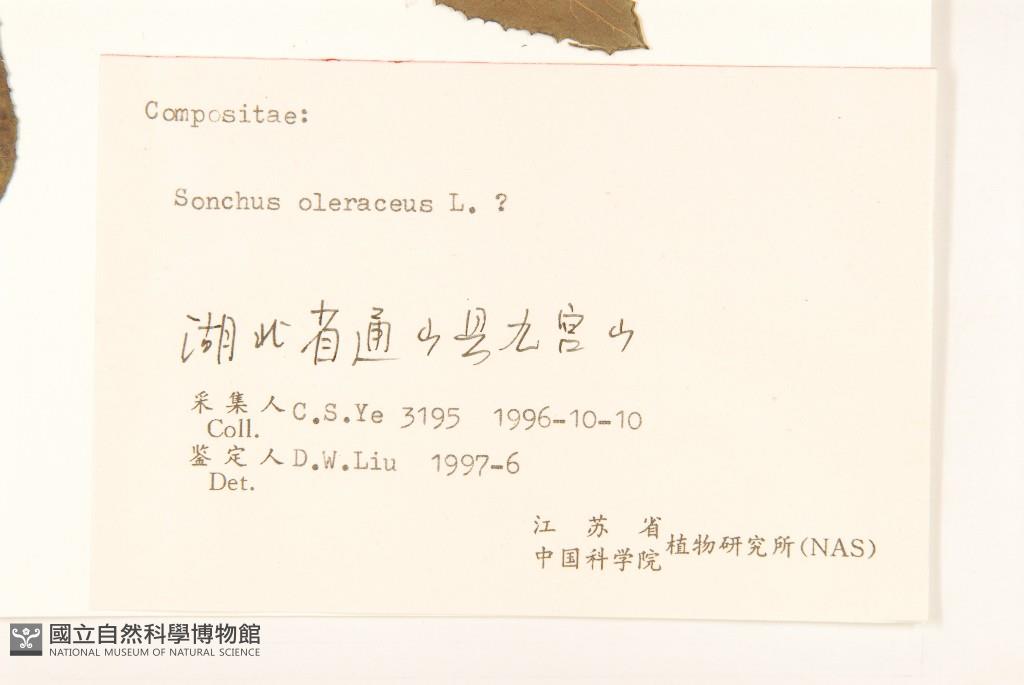 Compositae:
Sonchus oleraceus L. ?
湖北省通山县九宫山
采集人 C.S.Ye 3195 1996-10-10
Coll.
鉴定人 D.W.Liu 1997-6
Det.
江苏省
中国科学院 植物研究所(NAS)
國立自然科學博物館
NATIONAL MUSEUM OF NATURAL SCIENCE